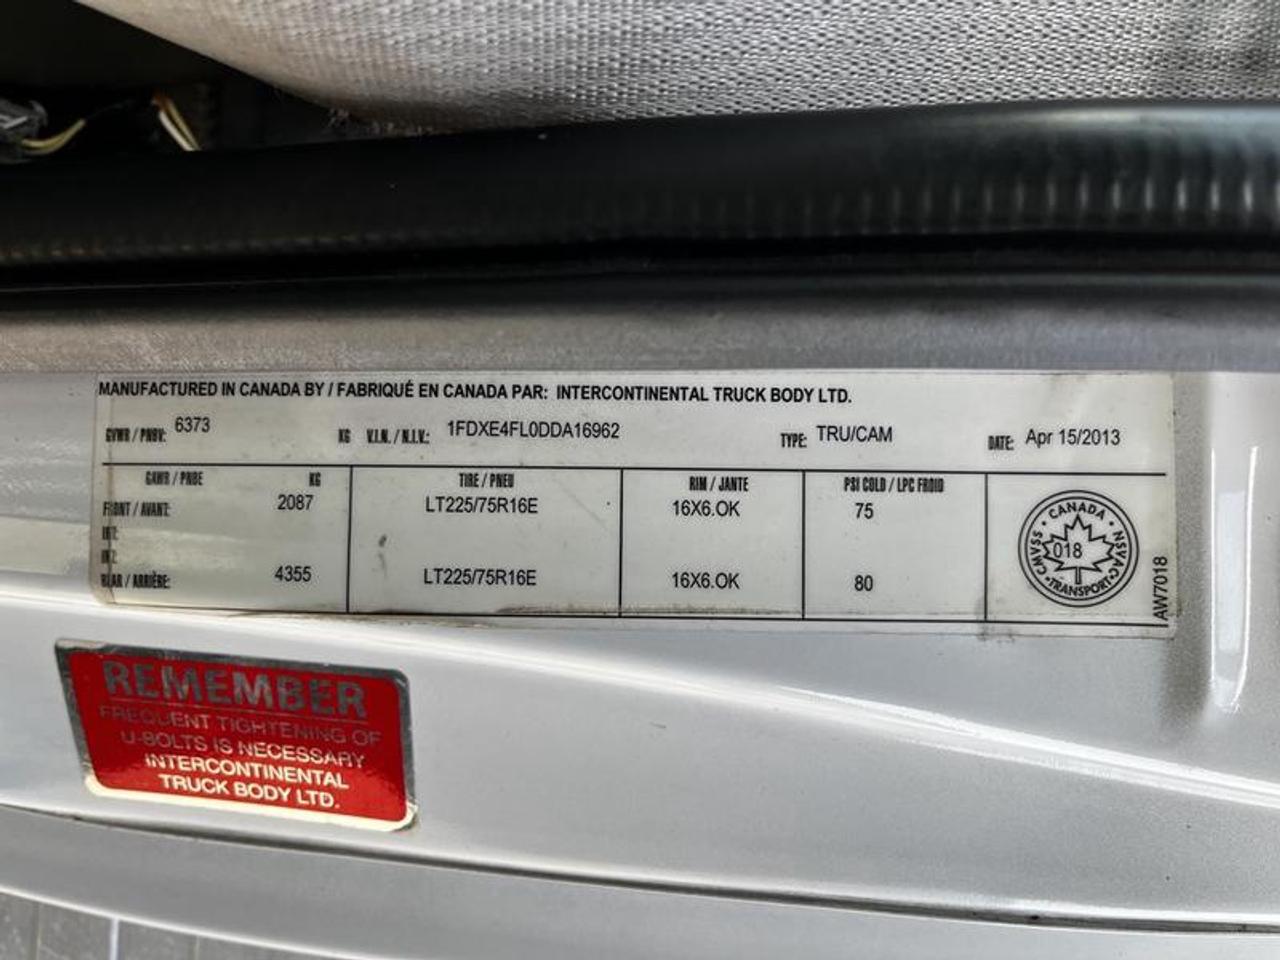 MANUFACTURED IN CANADA BY / FABRIQUÉ EN CANADA PAR: INTERCONTINENTAL TRUCK BODY LTD.
GVWR / PNBV: 6373 KG V.I.N. / N.I.V.: 1FDXE4FL0DDA16962 TYPE: TRU/CAM DATE: Apr 15/2013
GAWR / PNBE KG TIRE / PNEU RIM / JANTE PSI COLD / LPC FROID
FRONT / AVANT: 2087 LT225/75R16E 16X6.OK 75
INT:
INT:
REAR / ARRIÈRE: 4355 LT225/75R16E 16X6.OK 80
CANADA
CMVSS 018 NSVAC
TRANSPORT
AW7018
REMEMBER
FREQUENT TIGHTENING OF
U-BOLTS IS NECESSARY
INTERCONTINENTAL
TRUCK BODY LTD.